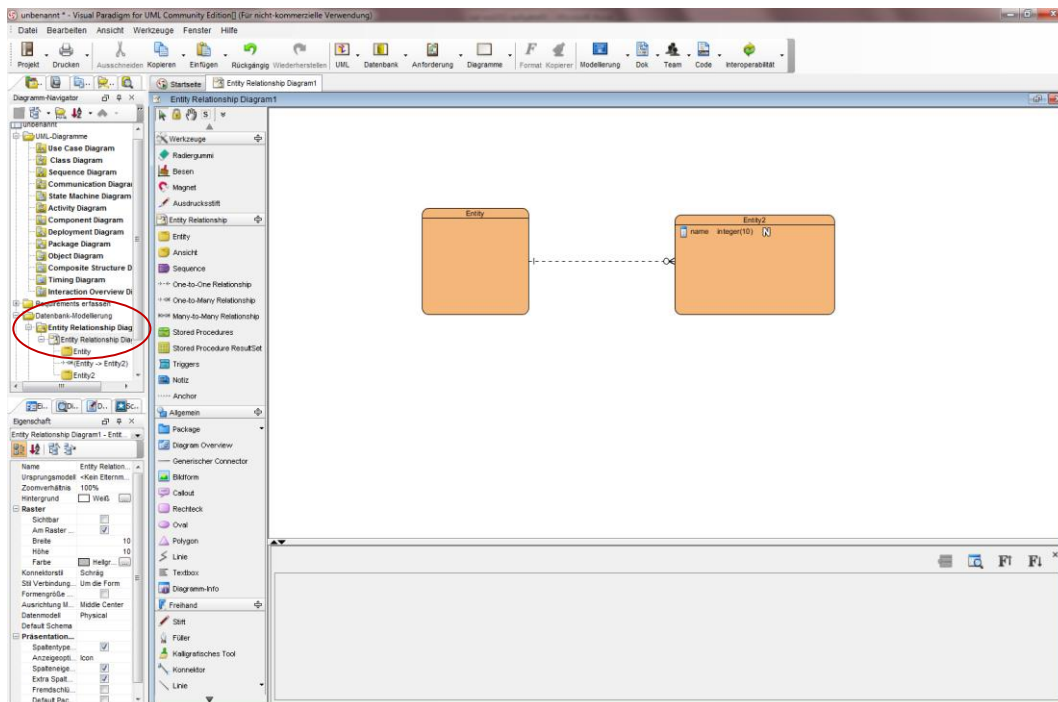 unbenannt * - Visual Paradigm for UML Community Edition[] (Für nicht-kommerzielle Verwendung)
Datei Bearbeiten Ansicht Werkzeuge Fenster Hilfe
Projekt Drucken Ausschneiden Kopieren Einfügen Rückgängig Wiederherstellen UML Datenbank Anforderung Diagramme Format Kopierer Modellierung Dok Team Code Interoperabilität
Startseite Entity Relationship Diagram1
Diagramm-Navigator
unbenannt
UML-Diagramme
Use Case Diagram
Class Diagram
Sequence Diagram
Communication Diagra
State Machine Diagram
Activity Diagram
Component Diagram
Deployment Diagram
Package Diagram
Object Diagram
Composite Structure D
Timing Diagram
Interaction Overview Di
Requirements erfassen
Datenbank-Modellierung
Entity Relationship Diag
Entity Relationship Dia
Entity
(Entity -> Entity2)
Entity2
Ei... Di... D... Sc...
Eigenschaft
Entity Relationship Diagram1 - Entit...
Name Entity Relation...
Ursprungsmodell <Kein Elternm...
Zoomverhältnis 100%
Hintergrund Weiß
Raster
Sichtbar
Am Raster ...
Breite 10
Höhe 10
Farbe Hellgr...
Konnektorstil Schräg
Stil Verbindung... Um die Form
Formengröße ...
Ausrichtung M... Middle Center
Datenmodell Physical
Default Schema
Präsentation...
Spaltentype...
Anzeigeopti... Icon
Spalteneige...
Extra Spalt...
Fremdschlü...
Default Pac...
Entity Relationship Diagram1
S
Werkzeuge
Radiergummi
Besen
Magnet
Ausdrucksstift
Entity Relationship
Entity
Ansicht
Sequence
One-to-One Relationship
One-to-Many Relationship
Many-to-Many Relationship
Stored Procedures
Stored Procedure ResultSet
Triggers
Notiz
Anchor
Allgemein
Package
Diagram Overview
Generischer Connector
Bildform
Callout
Rechteck
Oval
Polygon
Linie
Textbox
Diagramm-Info
Freihand
Stift
Füller
Kalligrafisches Tool
Konnektor
Linie
Entity
Entity2
name integer(10) N